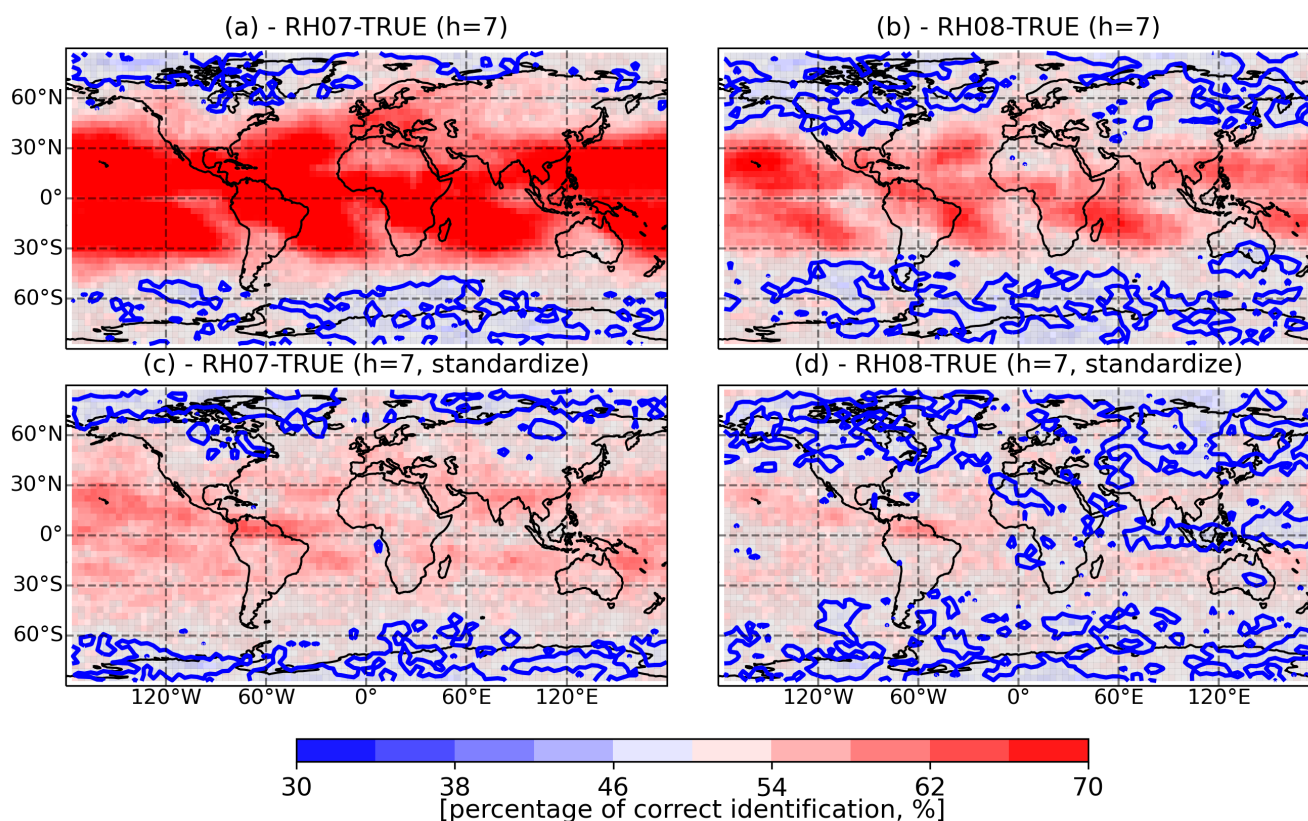 (a) - RH07-TRUE (h=7)
(b) - RH08-TRUE (h=7)
60°N
30°N
0°
30°S
60°S
(c) - RH07-TRUE (h=7, standardize)
(d) - RH08-TRUE (h=7, standardize)
60°N
30°N
0°
30°S
60°S
120°W 60°W 0° 60°E 120°E
120°W 60°W 0° 60°E 120°E
30 38 46 54 62 70
[percentage of correct identification, %]